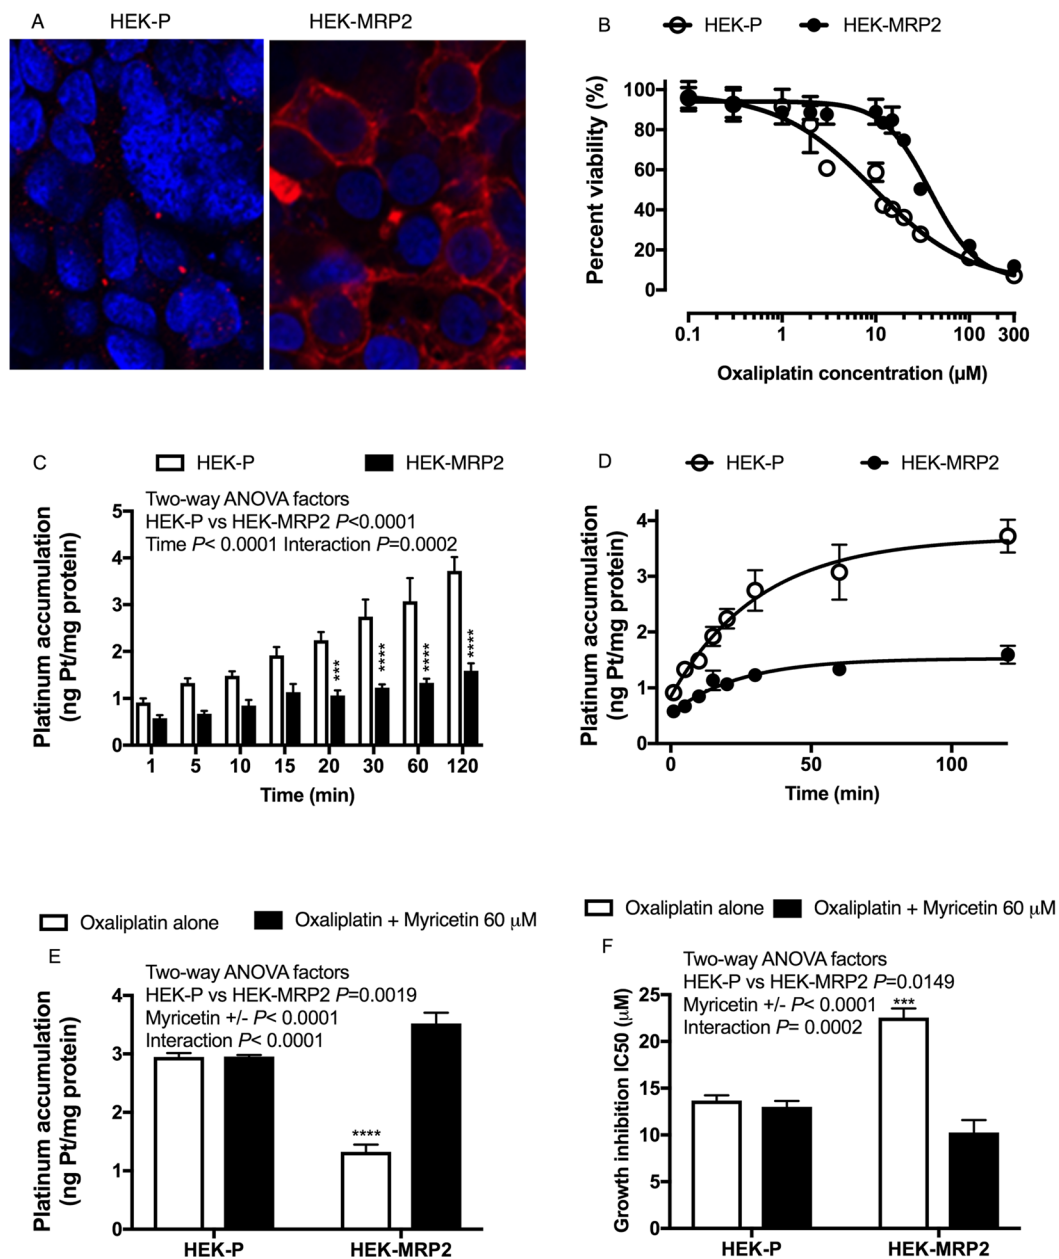 A HEK-P HEK-MRP2
B HEK-P HEK-MRP2
Percent viability (%)
100
80
60
40
20
0
0.1 1 10 100 300
Oxaliplatin concentration (µM)
C HEK-P HEK-MRP2
Two-way ANOVA factors
HEK-P vs HEK-MRP2 P<0.0001
Time P< 0.0001 Interaction P=0.0002
Platinum accumulation
(ng Pt/mg protein)
5
4
3
2
1
0
*** **** **** ****
1 5 10 15 20 30 60 120
Time (min)
D HEK-P HEK-MRP2
Platinum accumulation
(ng Pt/mg protein)
4
3
2
1
0
0 50 100
Time (min)
Oxaliplatin alone Oxaliplatin + Myricetin 60 µM
E
Two-way ANOVA factors
HEK-P vs HEK-MRP2 P=0.0019
Myricetin +/- P< 0.0001
Interaction P< 0.0001
Platinum accumulation
(ng Pt/mg protein)
4
3
2
1
0
****
HEK-P HEK-MRP2
Oxaliplatin alone Oxaliplatin + Myricetin 60 µM
F
Two-way ANOVA factors
HEK-P vs HEK-MRP2 P=0.0149
Myricetin +/- P< 0.0001
Interaction P= 0.0002
Growth inhibition IC50 (µM)
25
20
15
10
5
0
***
HEK-P HEK-MRP2